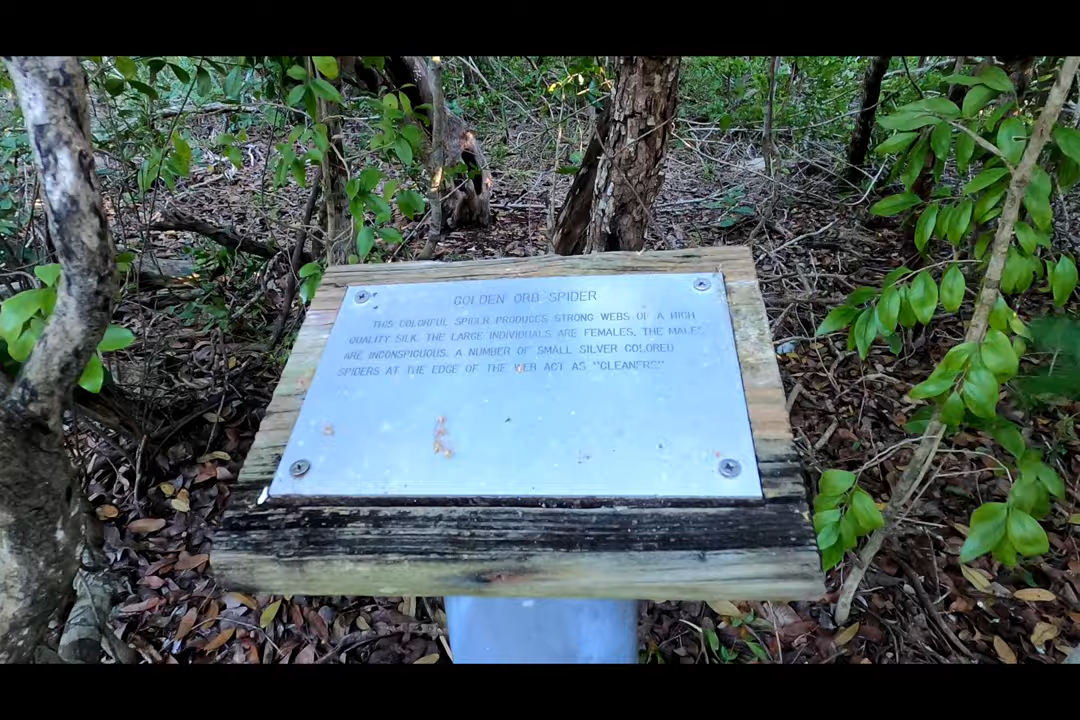 GOLDEN ORB SPIDER
THIS COLORFUL SPIDER PRODUCES STRONG WEBS OF A HIGH
QUALITY SILK. THE LARGE INDIVIDUALS ARE FEMALES, THE MALES
ARE INCONSPICUOUS. A NUMBER OF SMALL SILVER COLORED
SPIDERS AT THE EDGE OF THE WEB ACT AS "CLEANERS"